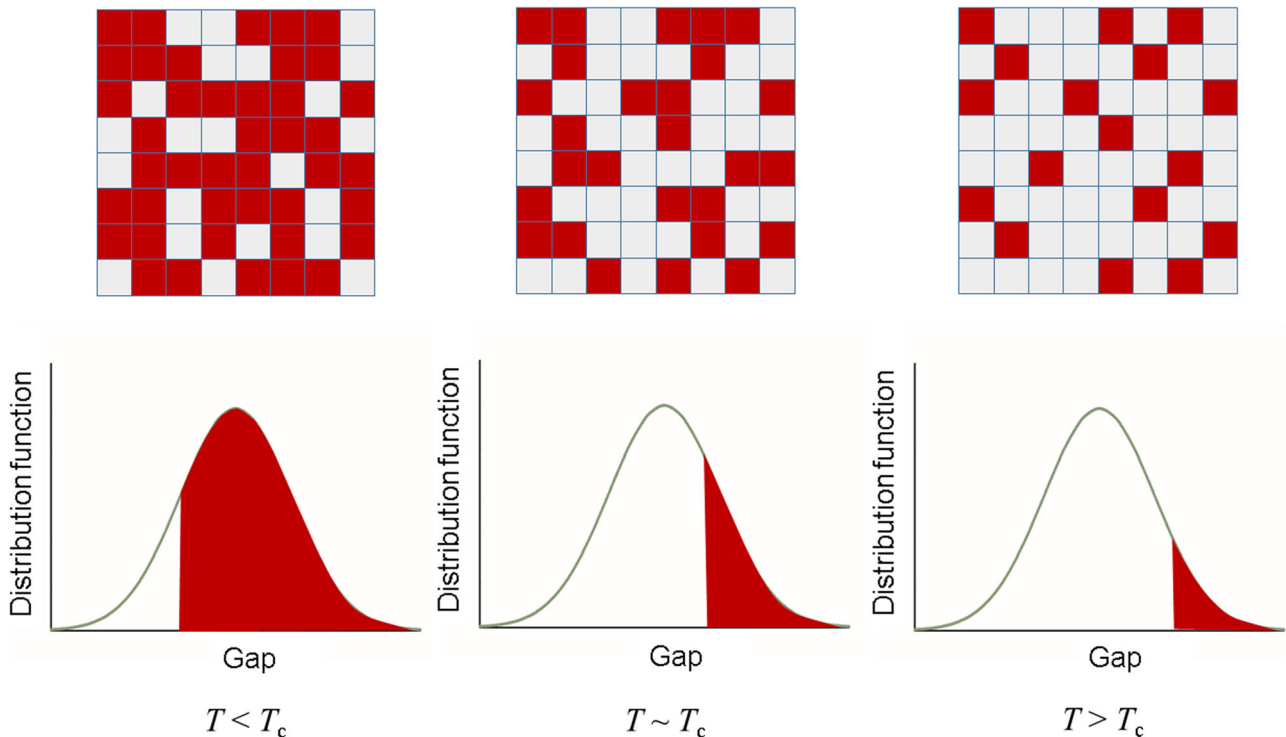 Distribution function
Gap
T < Tc
Distribution function
Gap
T ~ Tc
Distribution function
Gap
T > Tc